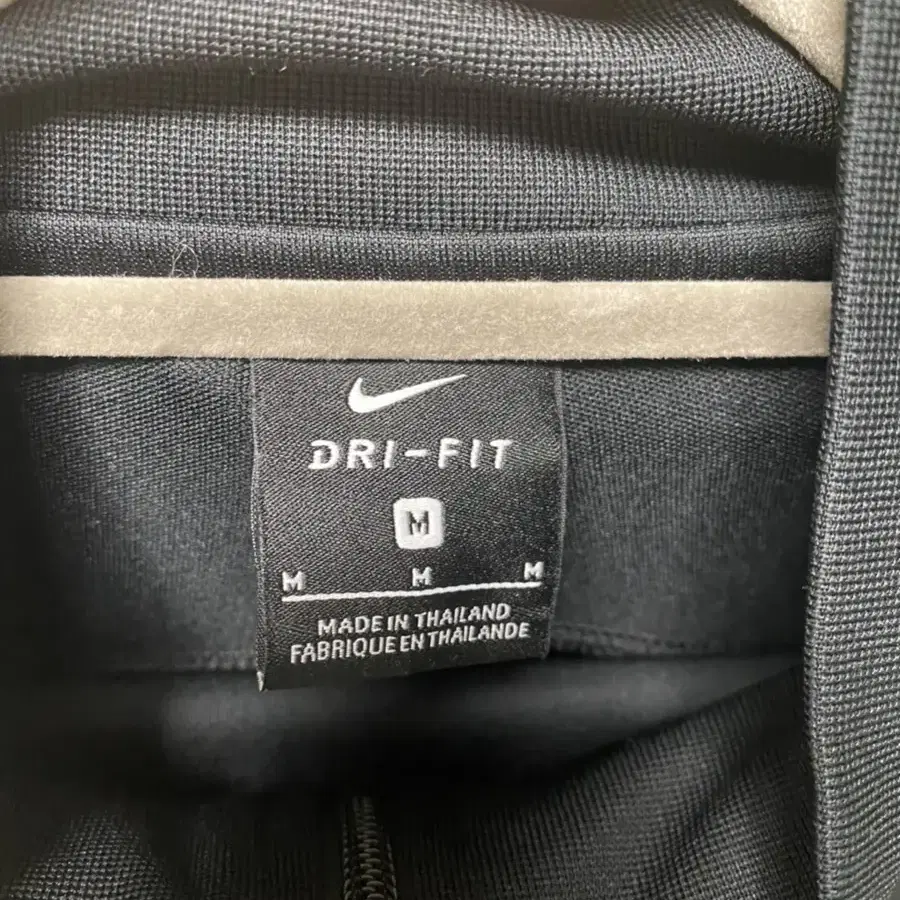 DRI-FIT
M
M M M
MADE IN THAILAND
FABRIQUE EN THAILANDE